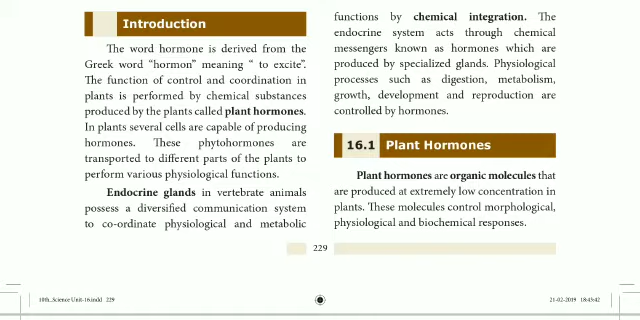 Introduction
The word hormone is derived from the
Greek word “hormon” meaning “ to excite”.
The function of control and coordination in
plants is performed by chemical substances
produced by the plants called plant hormones.
In plants several cells are capable of producing
hormones. These phytohormones are
transported to different parts of the plants to
perform various physiological functions.
Endocrine glands in vertebrate animals
possess a diversified communication system
to co-ordinate physiological and metabolic
functions by chemical integration. The
endocrine system acts through chemical
messengers known as hormones which are
produced by specialized glands. Physiological
processes such as digestion, metabolism,
growth, development and reproduction are
controlled by hormones.
16.1 Plant Hormones
Plant hormones are organic molecules that
are produced at extremely low concentration in
plants. These molecules control morphological,
physiological and biochemical responses.
229
10th_Science Unit-16.indd 229
21-02-2019 18:45:42